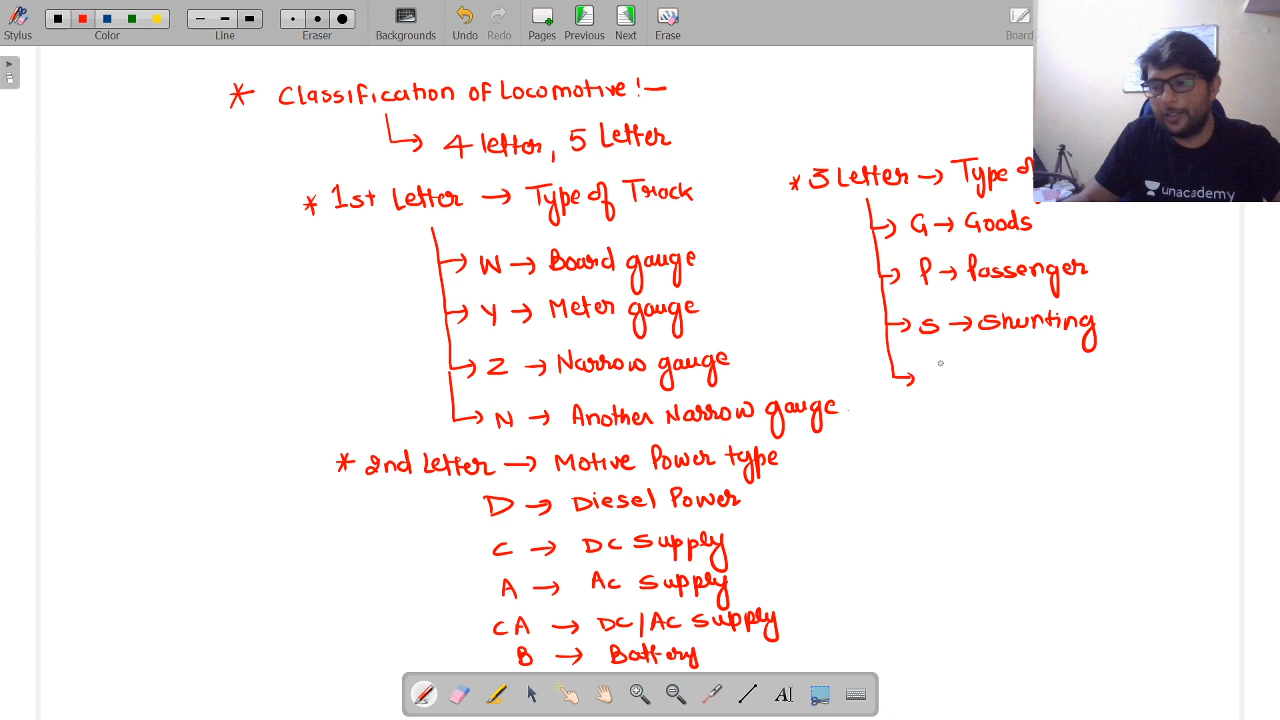 Stylus
Color
Line
Eraser
Backgrounds
Undo
Redo
Pages
Previous
Next
Erase
Board
unacademy
* Classification of Locomotive :-
4 letter, 5 Letter
* 1st Letter → Type of Track
W → Board gauge
Y → Meter gauge
Z → Narrow gauge
N → Another Narrow gauge
* 2nd Letter → Motive Power type
D → Diesel Power
C → DC supply
A → AC supply
CA → DC/AC supply
B → Battery
* 3 Letter → Type of
G → Goods
P → Passenger
S → Shunting
AI